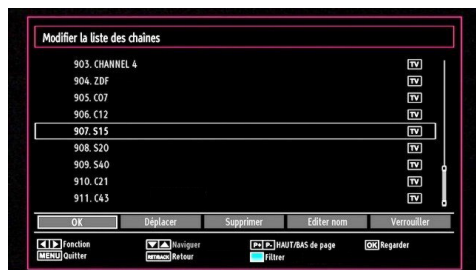 Modifier la liste des chaînes
903. CHANNEL 4 TV
904. ZDF TV
905. C07 TV
906. C12 TV
907. S15 TV
908. S20 TV
909. S40 TV
910. C21 TV
911. C43 TV
OK Déplacer Supprimer Editer nom Verrouiller
Fonction Naviguer P+ P- HAUT/BAS de page OK Regarder
MENU Quitter RET/BACK Retour Filtrer